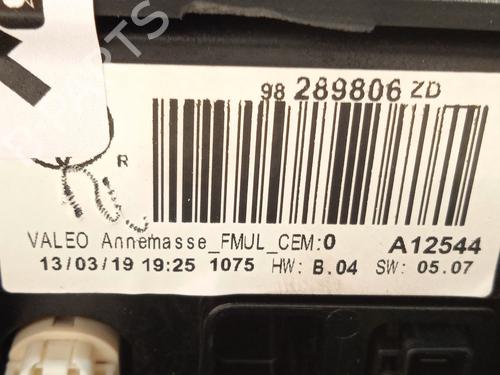 98 289806 ZD
R
VALEO Annemasse_FMUL_CEM:0 A12544
13/03/19 19:25 1075 HW: B.04 SW: 05.07